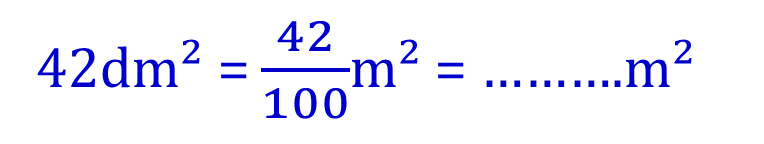 42dm² = 42/100 m² = ……….m²